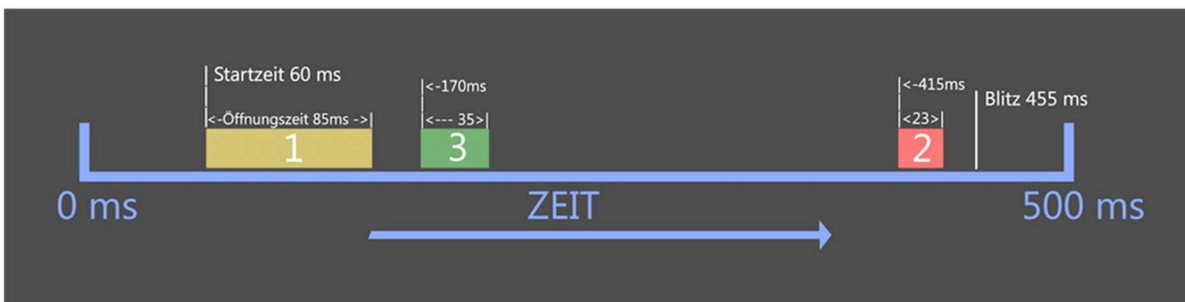 Startzeit 60 ms
<-Öffnungszeit 85ms ->
1
<-170ms
<--- 35>
3
<-415ms
<23>
2
Blitz 455 ms
0 ms
ZEIT
500 ms